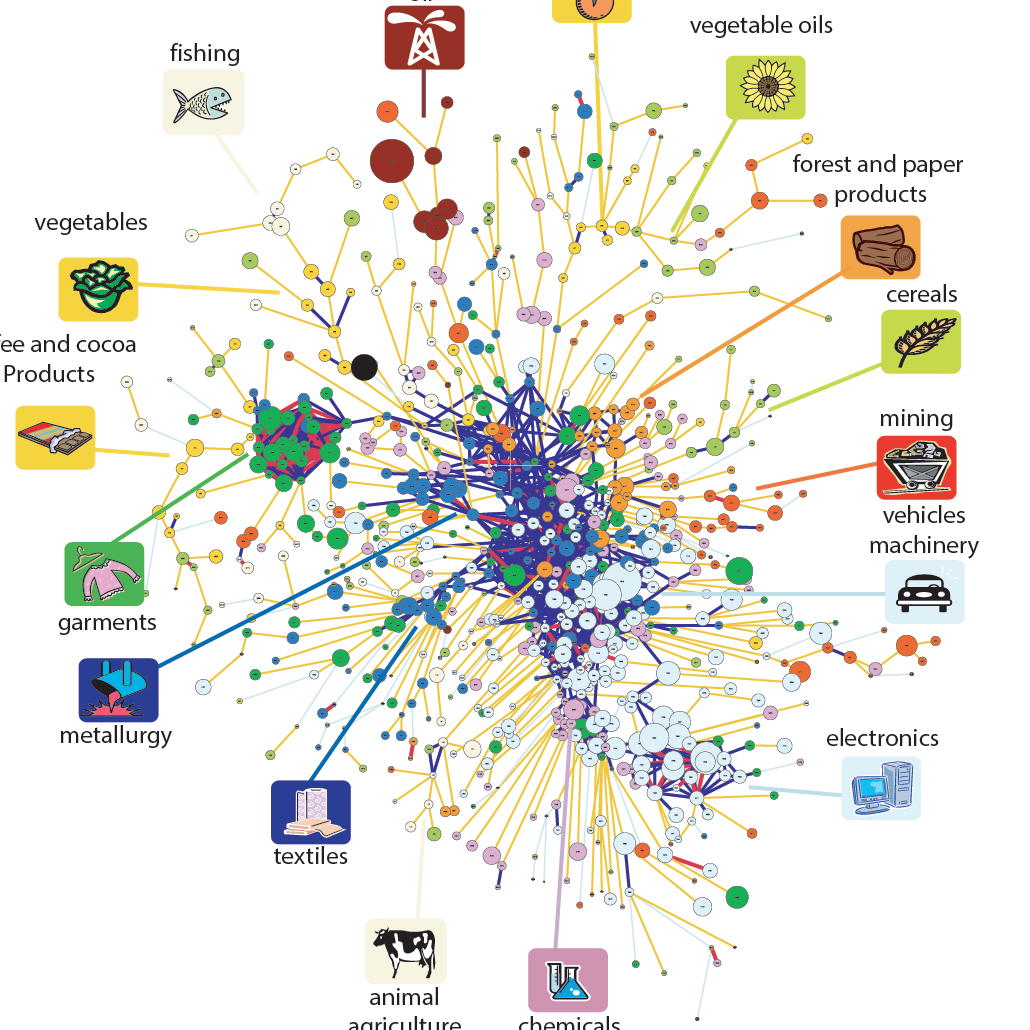 oil
vegetable oils
fishing
forest and paper
products
vegetables
cereals
fee and cocoa
Products
mining
vehicles
machinery
garments
metallurgy
electronics
textiles
animal
agriculture
chemicals